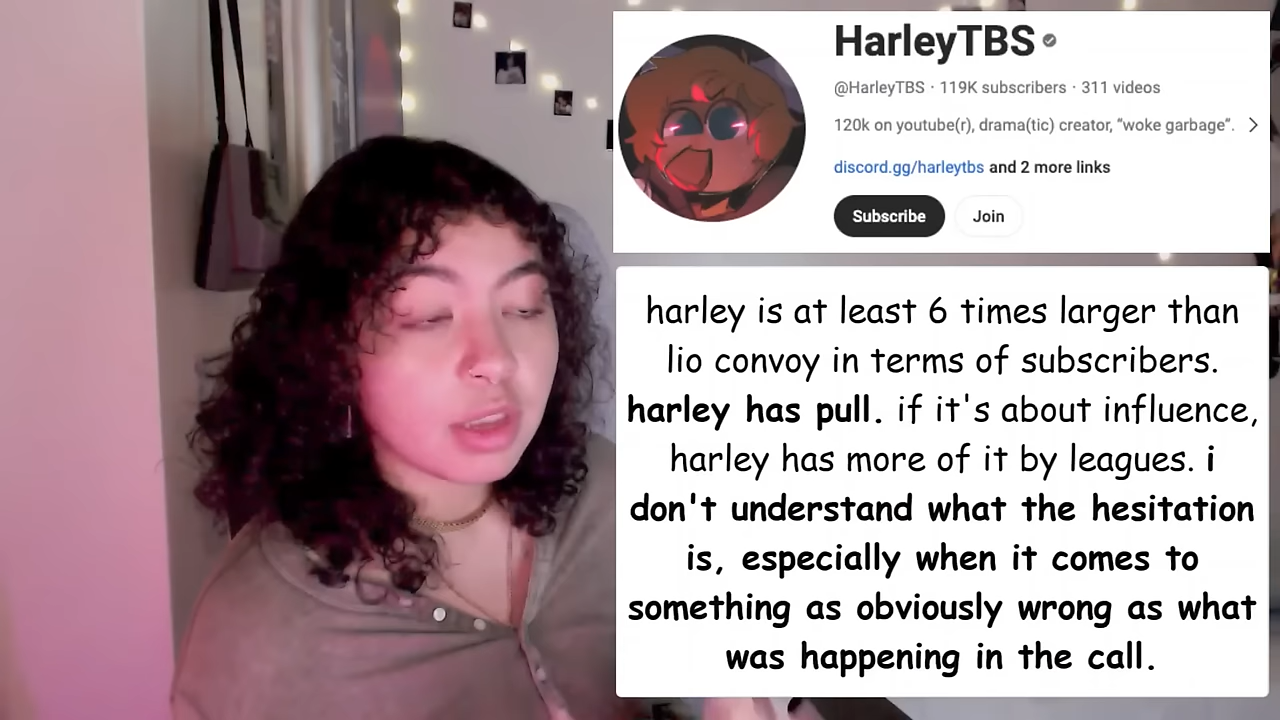 HarleyTBS
@HarleyTBS · 119K subscribers · 311 videos
120k on youtube(r), drama(tic) creator, “woke garbage”.
discord.gg/harleytbs and 2 more links
Subscribe Join
harley is at least 6 times larger than
lio convoy in terms of subscribers.
harley has pull. if it's about influence,
harley has more of it by leagues. i
don't understand what the hesitation
is, especially when it comes to
something as obviously wrong as what
was happening in the call.